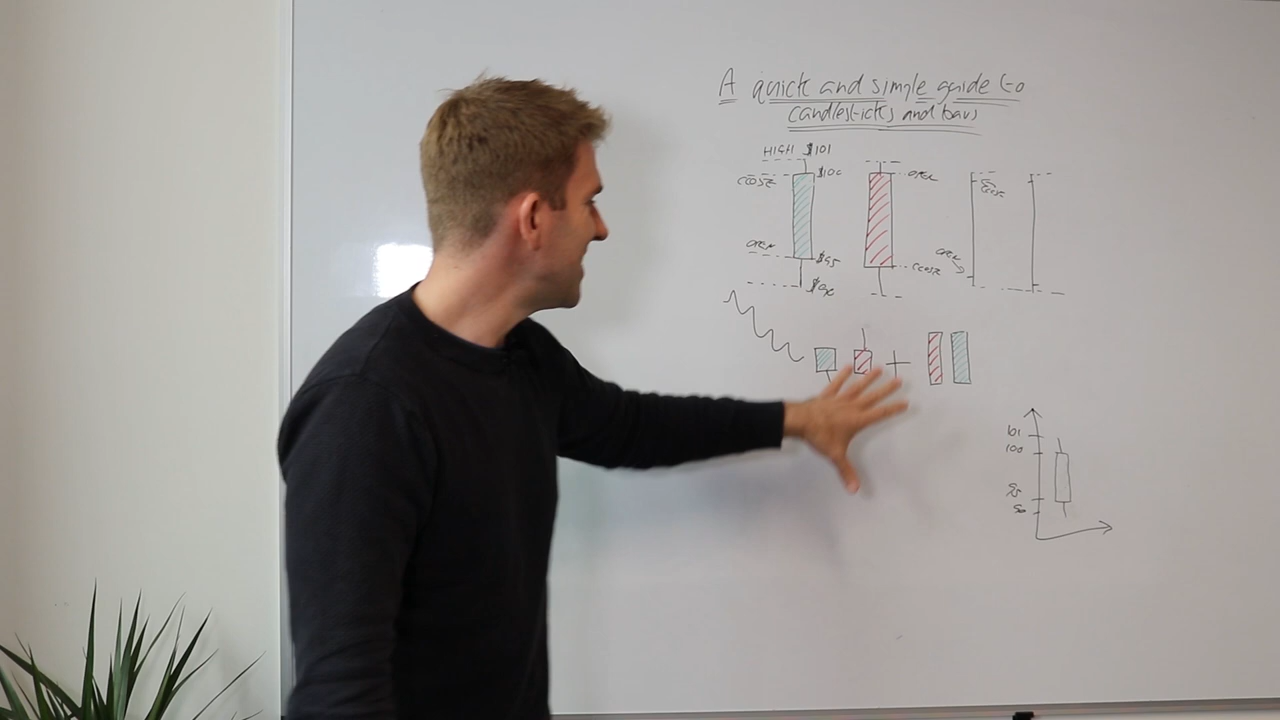 A quick and simple guide to
candlesticks and bars
HIGH $101
CLOSE $100 OPEN CLOSE
OPEN $95 CLOSE OPEN
$90
101
100
95
90